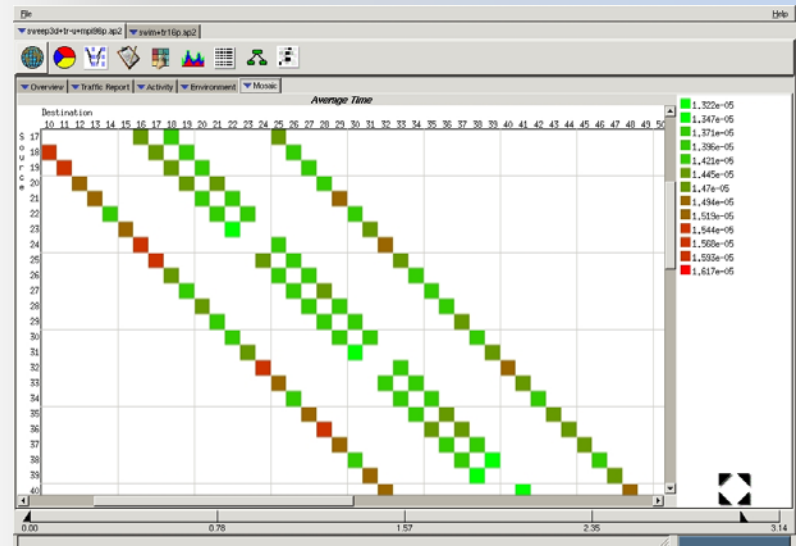 File Help
sweep3d+tr-u+mpi96p.ap2 swim+tr16p.ap2
Overview Traffic Report Activity Environment Mosaic
Average Time
Destination
10 11 12 13 14 15 16 17 18 19 20 21 22 23 24 25 26 27 28 29 30 31 32 33 34 35 36 37 38 39 40 41 42 43 44 45 46 47 48 49 50
Source
17
18
19
20
21
22
23
24
25
26
27
28
29
30
31
32
33
34
35
36
37
38
39
40
1.322e-05
1.347e-05
1.371e-05
1.396e-05
1.421e-05
1.445e-05
1.47e-05
1.494e-05
1.519e-05
1.544e-05
1.568e-05
1.593e-05
1.617e-05
0.00 0.78 1.57 2.35 3.14